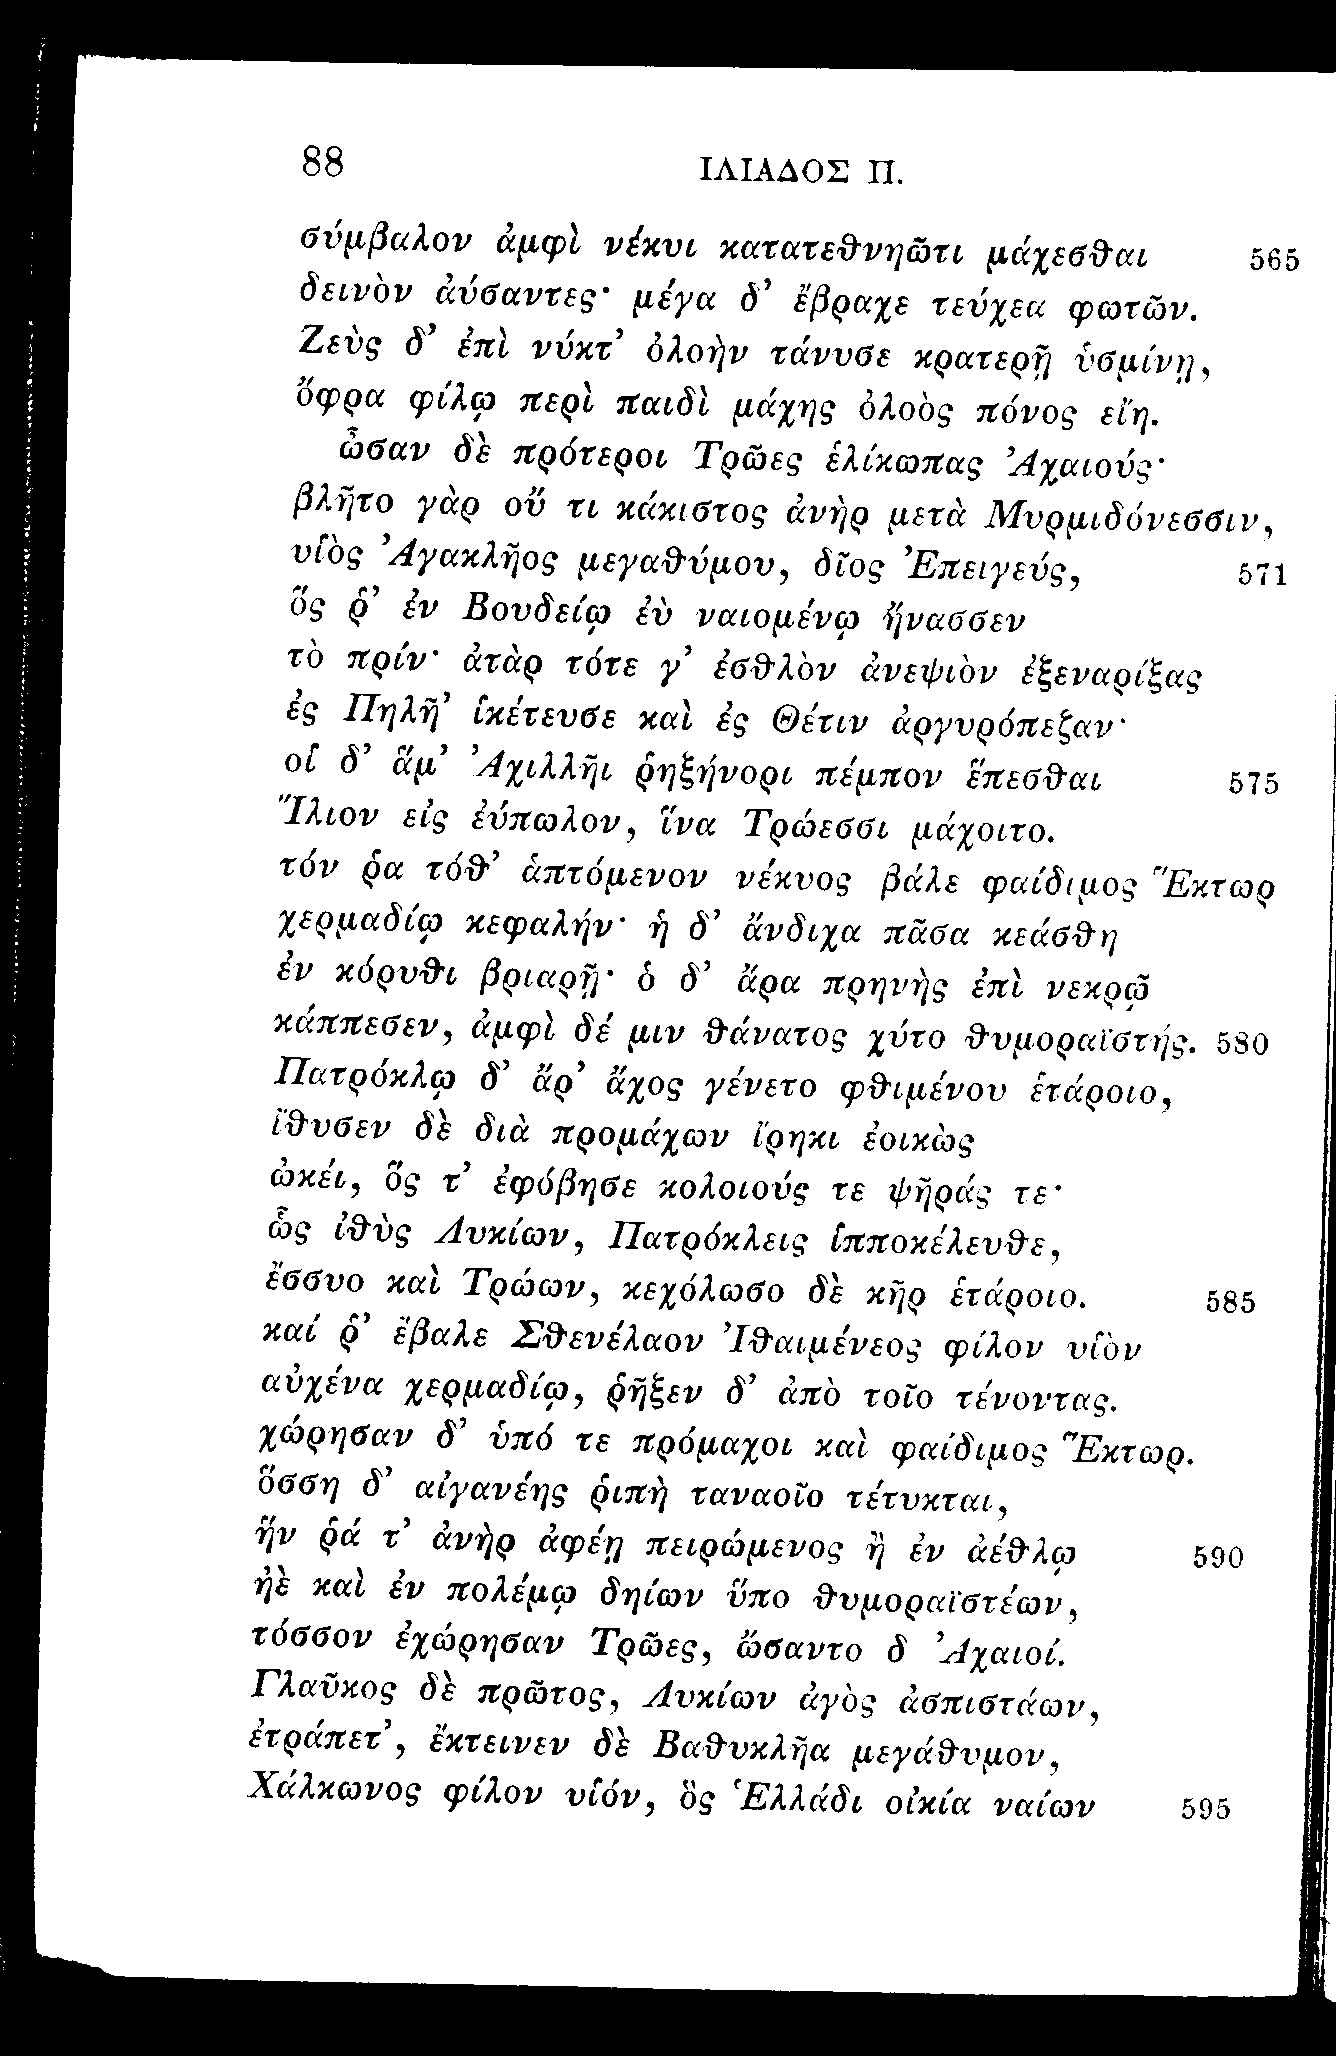 88 ΙΛΙΑΔΟΣ Π.
σύμβαλον ἀμφὶ νέκυι κατατεθνηῶτι μάχεσθαι 565
δεινὸν ἀύσαντες· μέγα δ’ ἔβραχε τεύχεα φωτῶν.
Ζεὺς δ’ ἐπὶ νύκτ’ ὀλοὴν τάνυσε κρατερῇ ὑσμίνῃ,
ὄφρα φίλῳ περὶ παιδὶ μάχης ὀλοὸς πόνος εἴη.
ὦσαν δὲ πρότεροι Τρῶες ἑλίκωπας Ἀχαιούς·
βλῆτο γὰρ οὔ τι κάκιστος ἀνὴρ μετὰ Μυρμιδόνεσσιν,
υἱὸς Ἀγακλῆος μεγαθύμου, δῖος Ἐπειγεύς, 571
ὅς ῥ’ ἐν Βουδείῳ ἐὺ ναιομένῳ ἤνασσεν
τὸ πρίν· ἀτὰρ τότε γ’ ἐσθλὸν ἀνεψιὸν ἐξεναρίξας
ἐς Πηλῆ’ ἱκέτευσε καὶ ἐς Θέτιν ἀργυρόπεζαν·
οἱ δ’ ἅμ’ Ἀχιλλῆι ῥηξήνορι πέμπον ἕπεσθαι 575
Ἴλιον εἰς ἐύπωλον, ἵνα Τρώεσσι μάχοιτο.
τόν ῥα τόθ’ ἁπτόμενον νέκυος βάλε φαίδιμος Ἕκτωρ
χερμαδίῳ κεφαλήν· ἡ δ’ ἄνδιχα πᾶσα κεάσθη
ἐν κόρυθι βριαρῇ· ὁ δ’ ἄρα πρηνὴς ἐπὶ νεκρῷ
κάππεσεν, ἀμφὶ δέ μιν θάνατος χύτο θυμοραϊστής. 580
Πατρόκλῳ δ’ ἄρ’ ἄχος γένετο φθιμένου ἑτάροιο,
ἴθυσεν δὲ διὰ προμάχων ἴρηκι ἐοικὼς
ὠκέι, ὅς τ’ ἐφόβησε κολοιούς τε ψῆράς τε·
ὣς ἰθὺς Λυκίων, Πατρόκλεις ἱπποκέλευθε,
ἔσσυο καὶ Τρώων, κεχόλωσο δὲ κῆρ ἑτάροιο. 585
καί ῥ’ ἔβαλε Σθενέλαον Ἰθαιμένεος φίλον υἱὸν
αὐχένα χερμαδίῳ, ῥῆξεν δ’ ἀπὸ τοῖο τένοντας.
χώρησαν δ’ ὑπό τε πρόμαχοι καὶ φαίδιμος Ἕκτωρ.
ὅσση δ’ αἰγανέης ῥιπὴ ταναοῖο τέτυκται,
ἥν ῥά τ’ ἀνὴρ ἀφέῃ πειρώμενος ἢ ἐν ἀέθλῳ 590
ἠὲ καὶ ἐν πολέμῳ δηίων ὕπο θυμοραϊστέων,
τόσσον ἐχώρησαν Τρῶες, ὤσαντο δ Ἀχαιοί.
Γλαῦκος δὲ πρῶτος, Λυκίων ἀγὸς ἀσπιστάων,
ἐτράπετ’, ἔκτεινεν δὲ Βαθυκλῆα μεγάθυμον,
Χάλκωνος φίλον υἱόν, ὃς Ἑλλάδι οἰκία ναίων 595